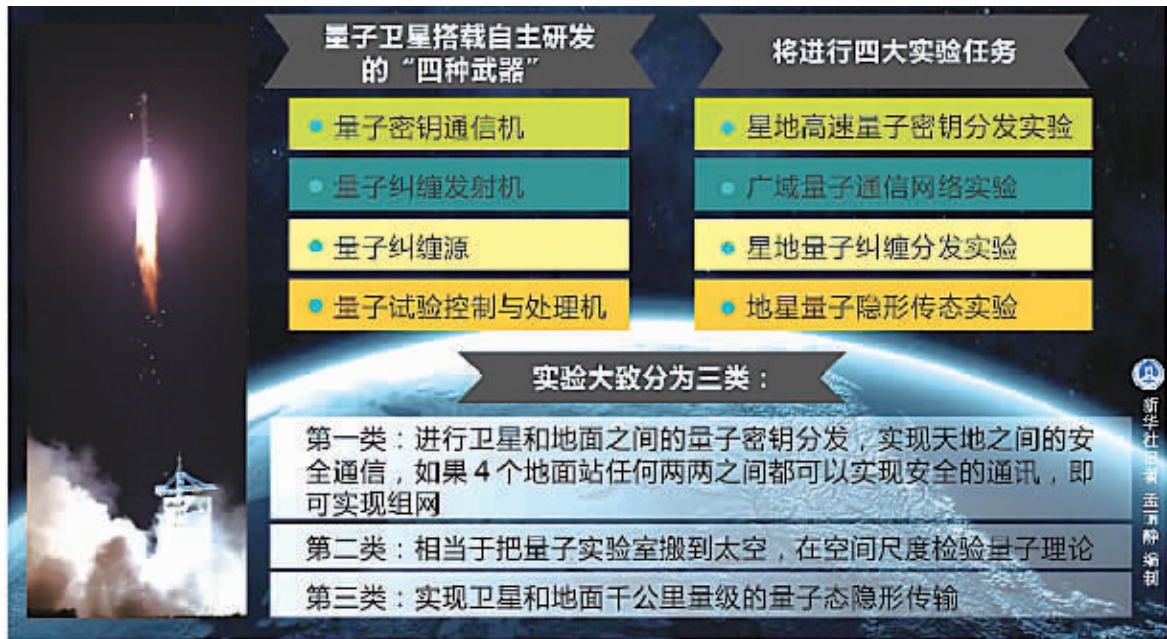 量子卫星搭载自主研发
的“四种武器”
量子密钥通信机
量子纠缠发射机
量子纠缠源
量子试验控制与处理机
将进行四大实验任务
星地高速量子密钥分发实验
广域量子通信网络实验
星地量子纠缠分发实验
地星量子隐形传态实验
实验大致分为三类：
第一类：进行卫星和地面之间的量子密钥分发，实现天地之间的安
全通信，如果4个地面站任何两两之间都可以实现安全的通讯，即
可实现组网
第二类：相当于把量子实验室搬到太空，在空间尺度检验量子理论
第三类：实现卫星和地面千公里量级的量子态隐形传输
新华社记者 孟丽静 编制